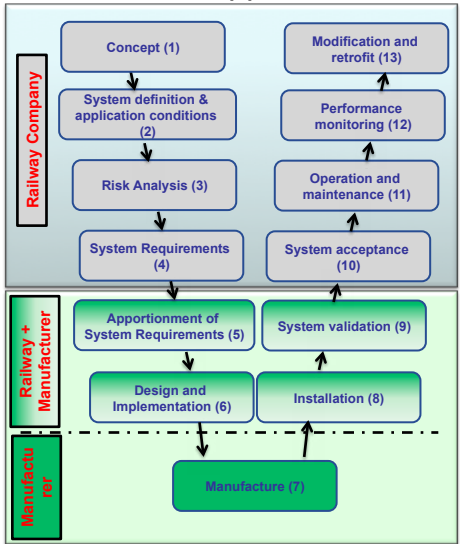 Railway Company
Concept (1)
System definition &
application conditions
(2)
Risk Analysis (3)
System Requirements
(4)
Modification and
retrofit (13)
Performance
monitoring (12)
Operation and
maintenance (11)
System acceptance
(10)
Railway +
Manufacturer
Apportionment of
System Requirements (5)
Design and
Implementation (6)
System validation (9)
Installation (8)
Manufactu
rer
Manufacture (7)